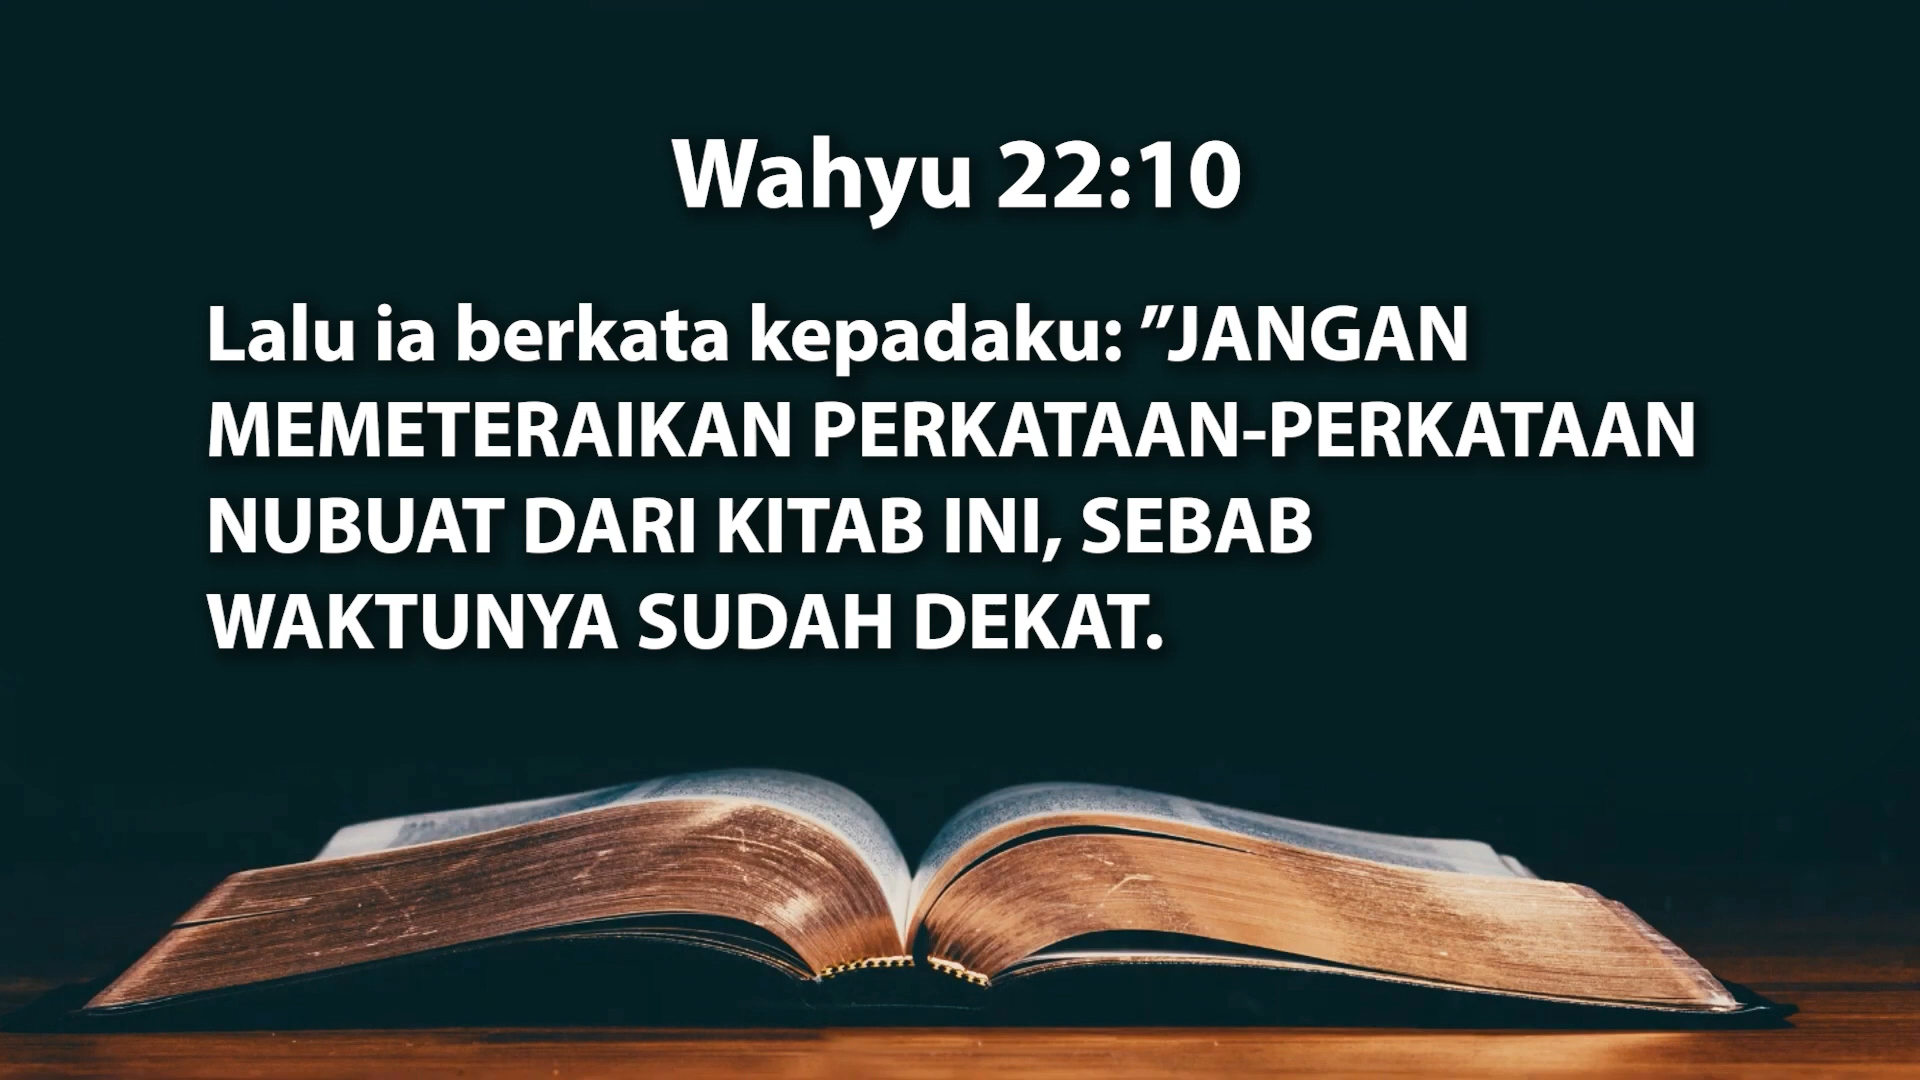 Wahyu 22:10
Lalu ia berkata kepadaku: ”JANGAN
MEMETERAIKAN PERKATAAN-PERKATAAN
NUBUAT DARI KITAB INI, SEBAB
WAKTUNYA SUDAH DEKAT.